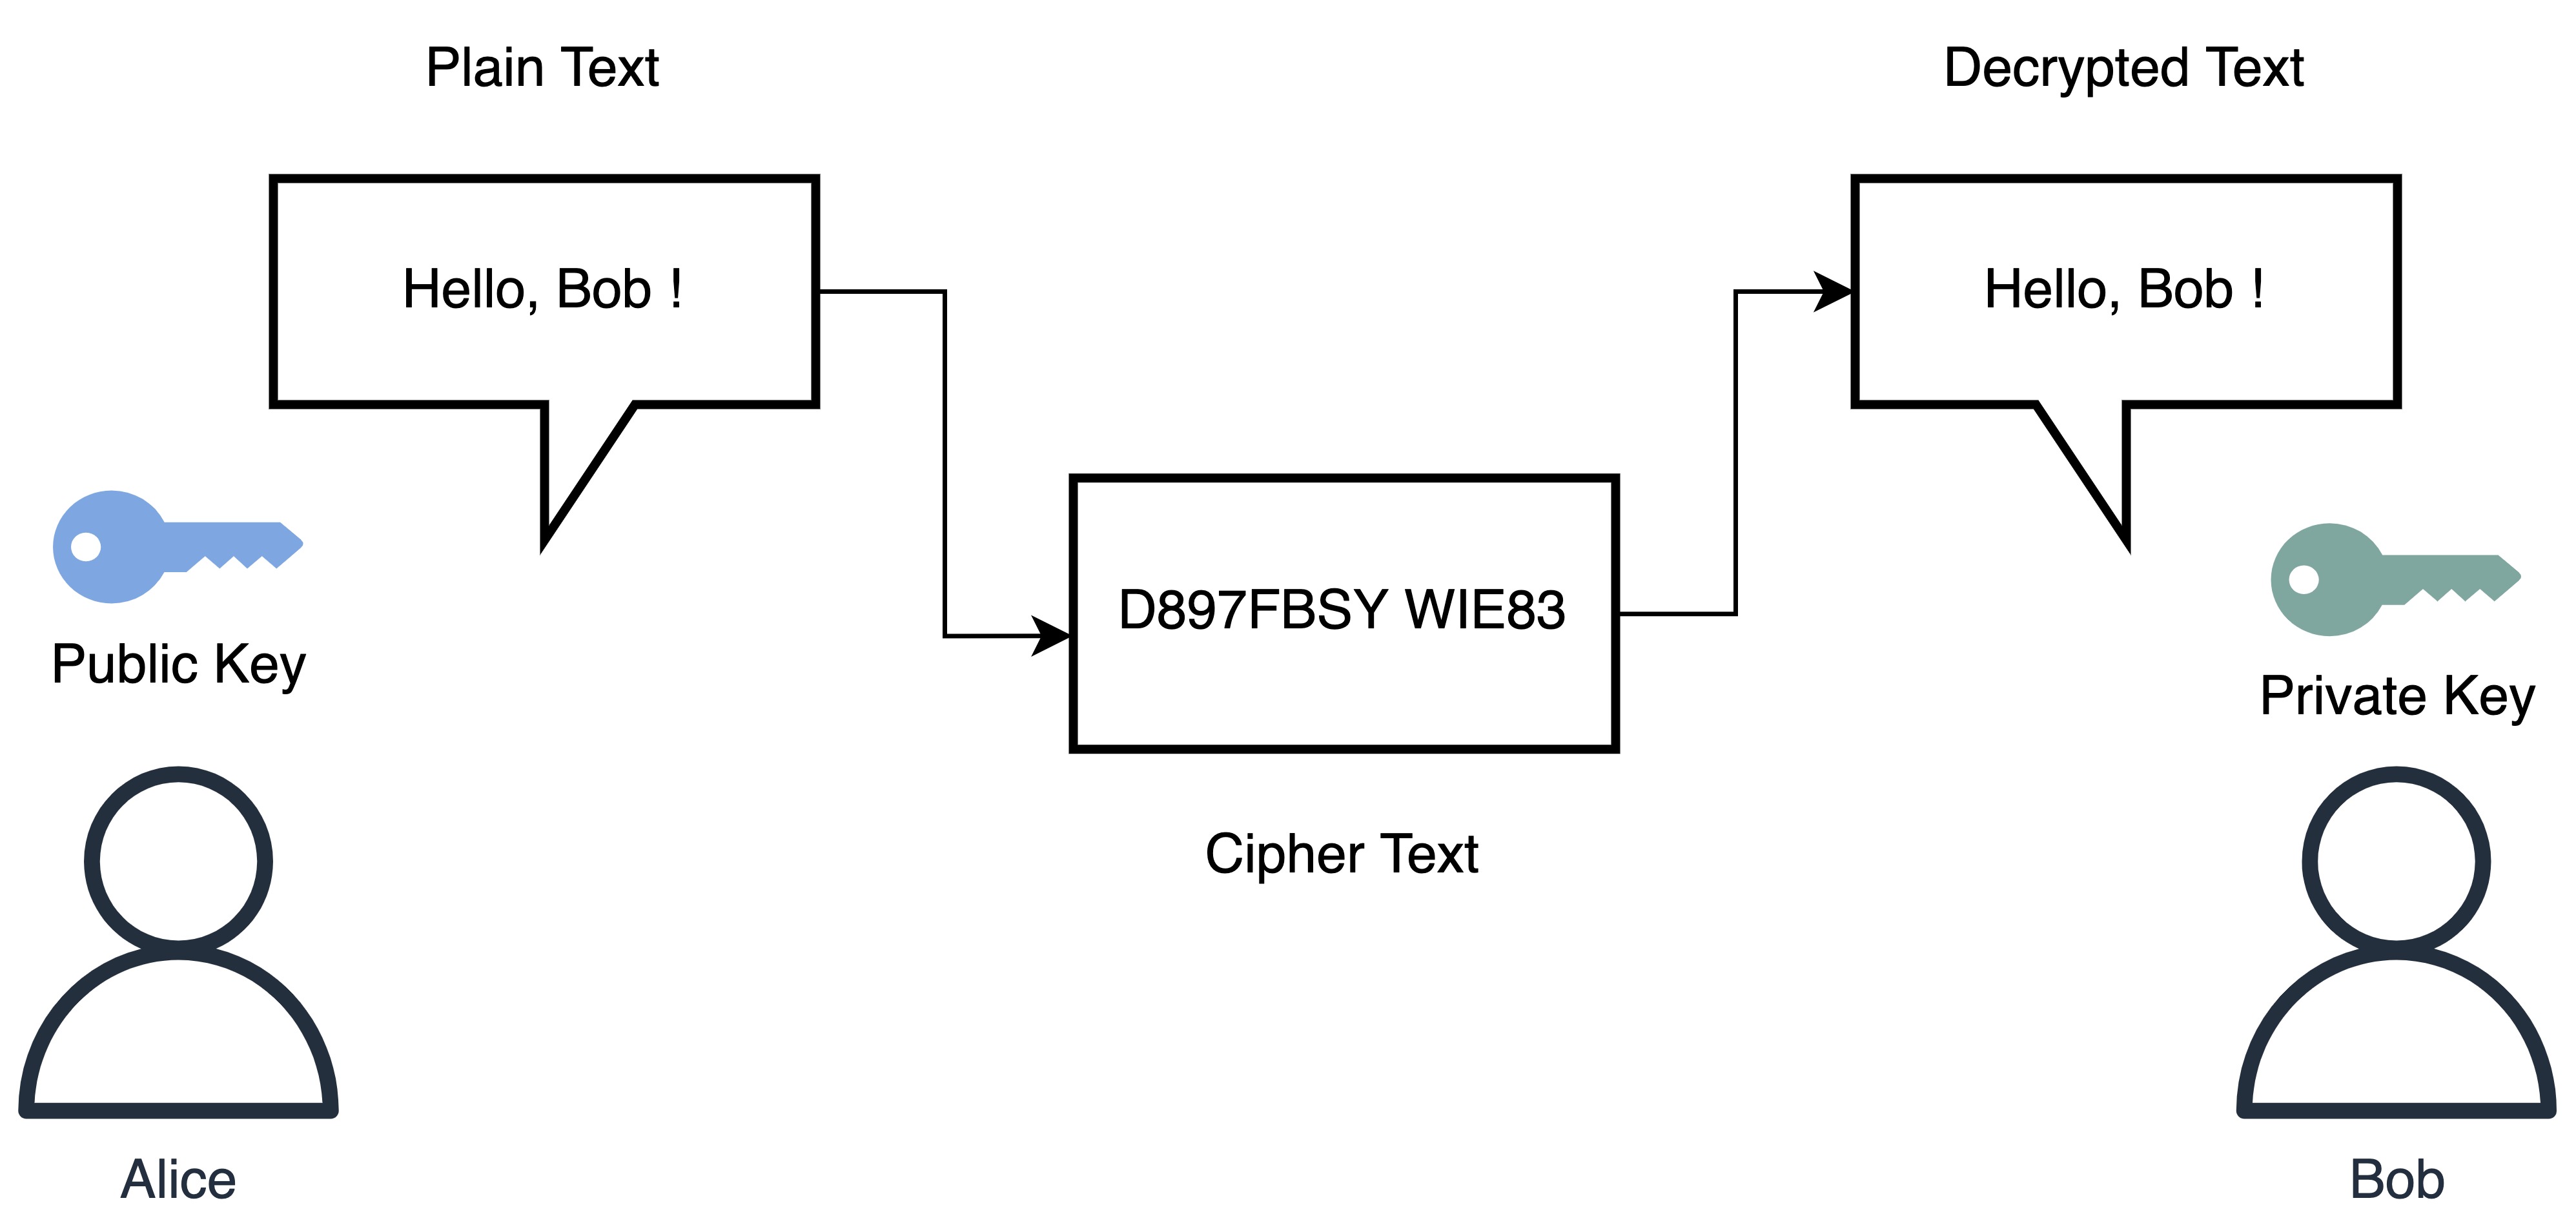 Plain Text
Decrypted Text
Hello, Bob !
Hello, Bob !
D897FBSY WIE83
Public Key
Private Key
Cipher Text
Alice
Bob